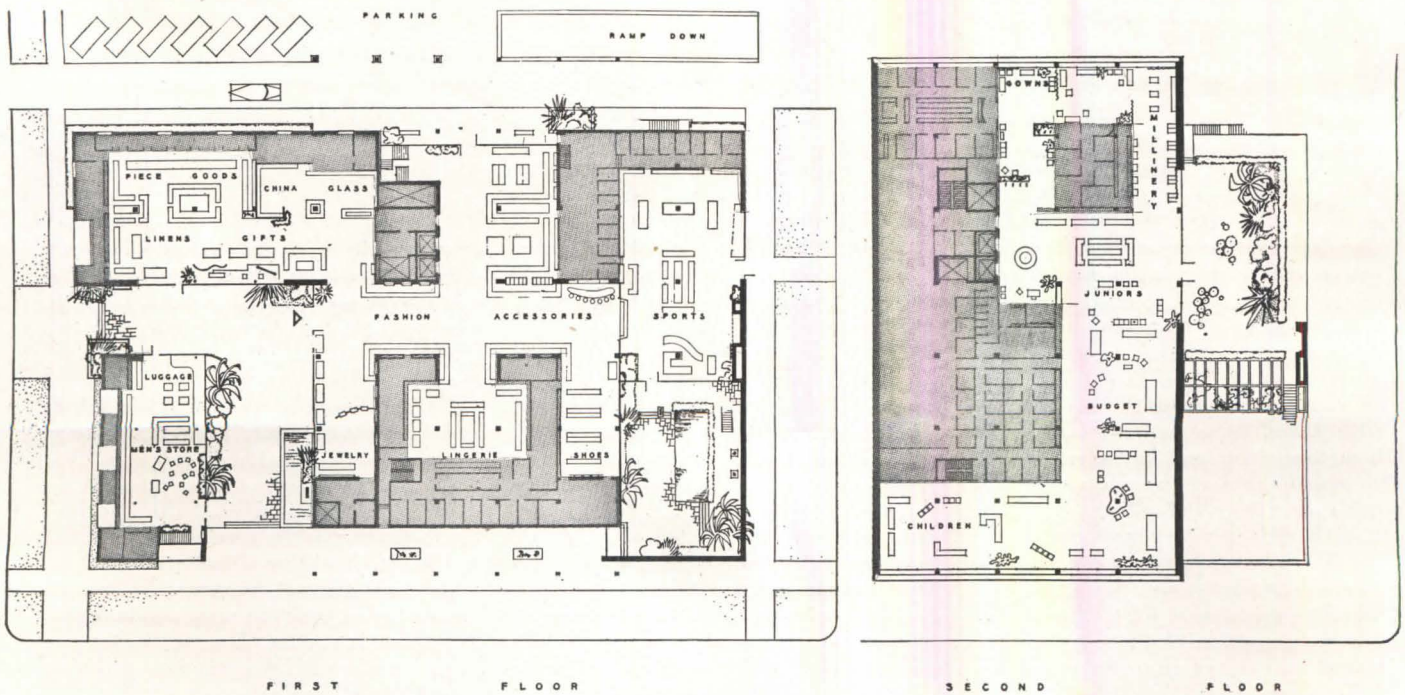 PARKING
RAMP DOWN
PIECE GOODS
CHINA GLASS
LINENS GIFTS
FASHION ACCESSORIES SPORTS
LUGGAGE
MEN'S STORE
JEWELRY LINGERIE SHOES
FIRST FLOOR
GOWNS
MILLINERY
JUNIORS
BUDGET
CHILDREN
SECOND FLOOR